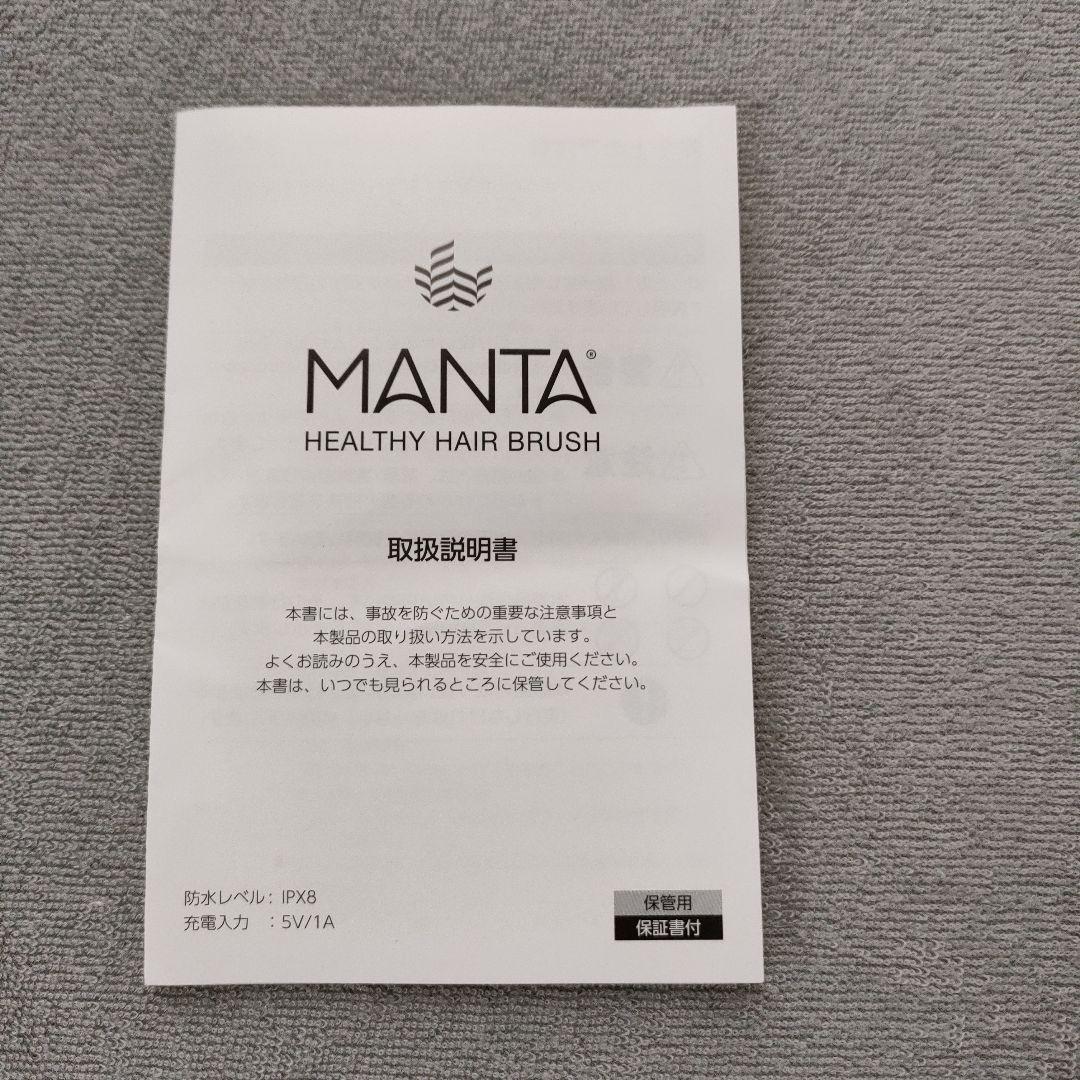 MANTA®
HEALTHY HAIR BRUSH
取扱説明書
本書には、事故を防ぐための重要な注意事項と
本製品の取り扱い方法を示しています。
よくお読みのうえ、本製品を安全にご使用ください。
本書は、いつでも見られるところに保管してください。
防水レベル: IPX8
充電入力 : 5V/1A
保管用
保証書付